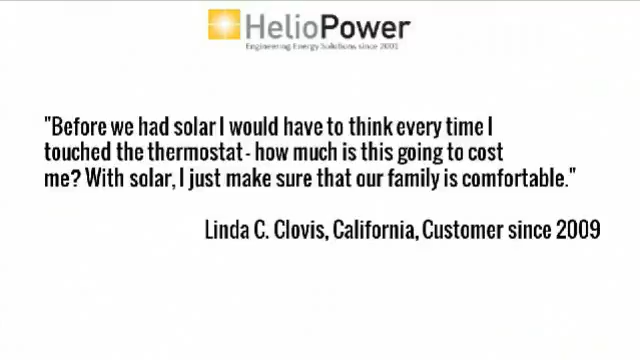 HelioPower
Engineering Energy Solutions since 2001
"Before we had solar I would have to think every time I
touched the thermostat - how much is this going to cost
me? With solar, I just make sure that our family is comfortable."
Linda C. Clovis, California, Customer since 2009